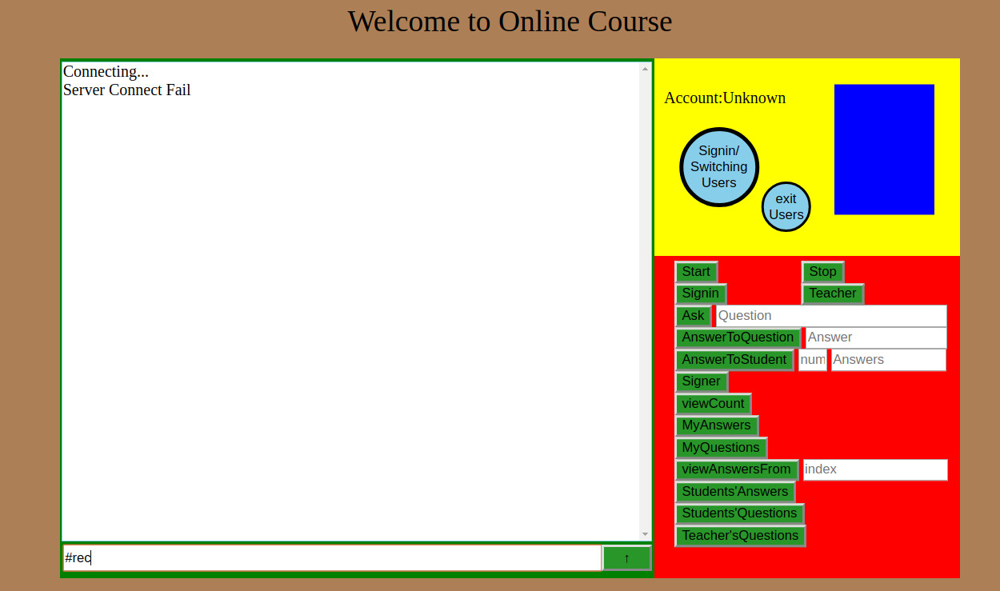 Welcome to Online Course
Connecting...
Server Connect Fail
#rec
↑
Account:Unknown
Signin/
Switching
Users
exit
Users
Start Stop
Signin Teacher
Ask Question
AnswerToQuestion Answer
AnswerToStudent num Answers
Signer
viewCount
MyAnswers
MyQuestions
viewAnswersFrom index
Students'Answers
Students'Questions
Teacher'sQuestions